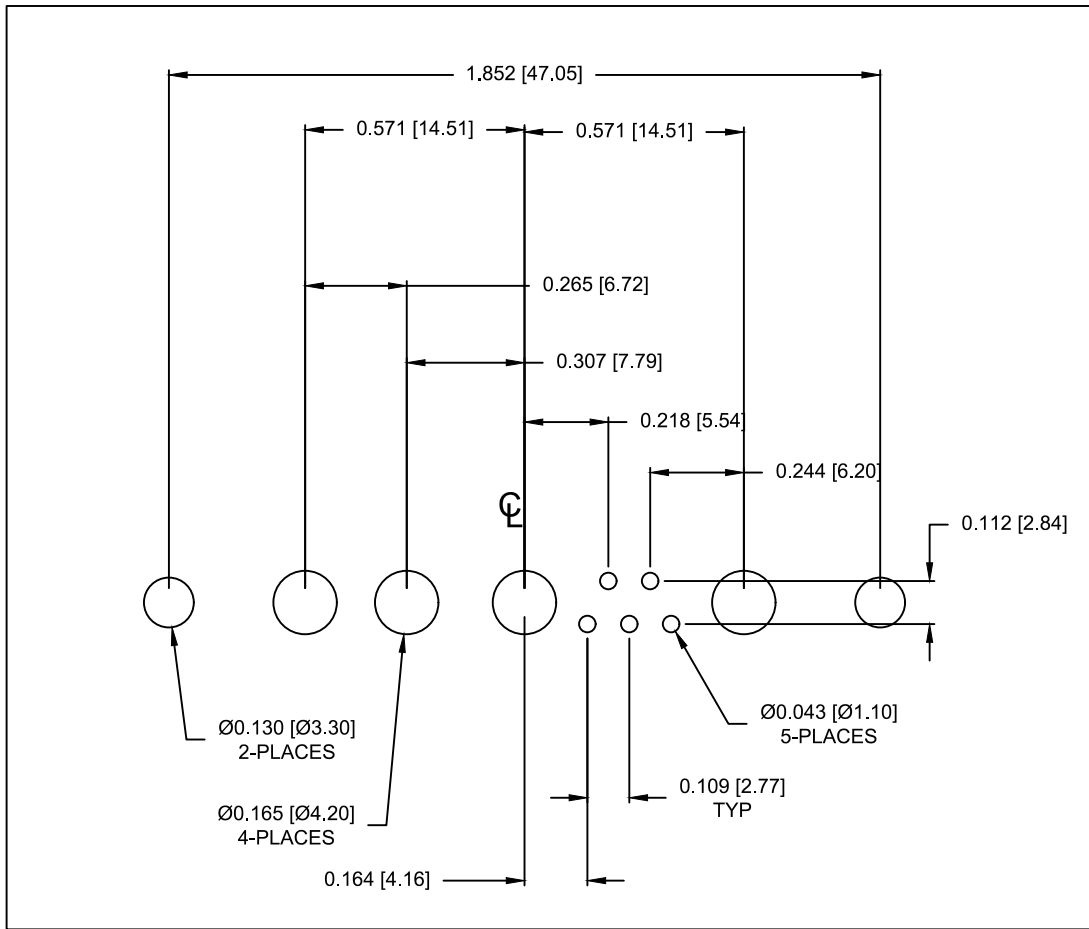 1.852 [47.05]
0.571 [14.51]
0.571 [14.51]
0.265 [6.72]
0.307 [7.79]
0.218 [5.54]
0.244 [6.20]
℄
0.112 [2.84]
Ø0.130 [Ø3.30]
2-PLACES
Ø0.043 [Ø1.10]
5-PLACES
0.109 [2.77]
TYP
Ø0.165 [Ø4.20]
4-PLACES
0.164 [4.16]